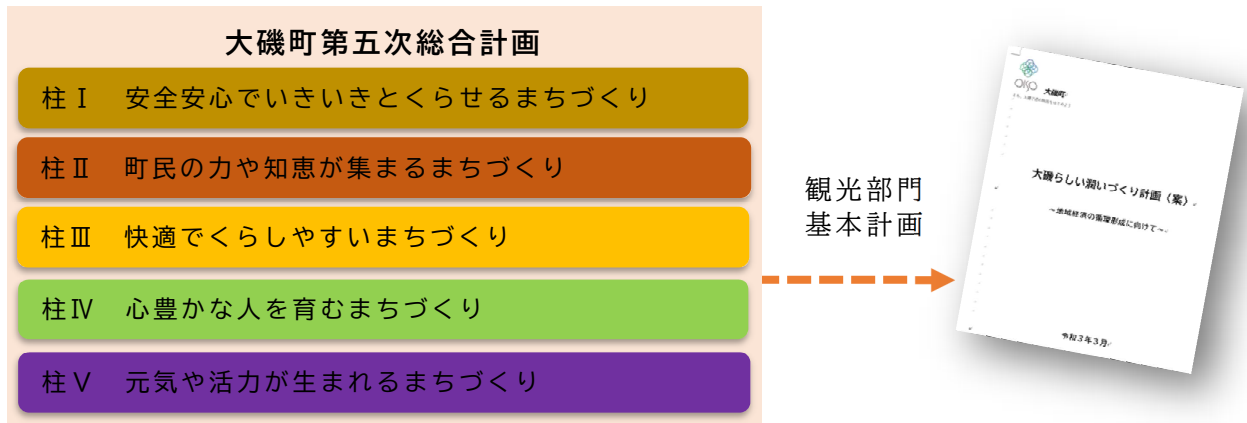 大磯町第五次総合計画
柱Ⅰ 安全安心でいきいきとくらせるまちづくり
柱Ⅱ 町民の力や知恵が集まるまちづくり
柱Ⅲ 快適でくらしやすいまちづくり
柱Ⅳ 心豊かな人を育むまちづくり
柱Ⅴ 元気や活力が生まれるまちづくり
観光部門
基本計画
大磯町
大磯らしい潤いづくり計画（案）
～地域経済の循環形成に向けて～
令和3年3月